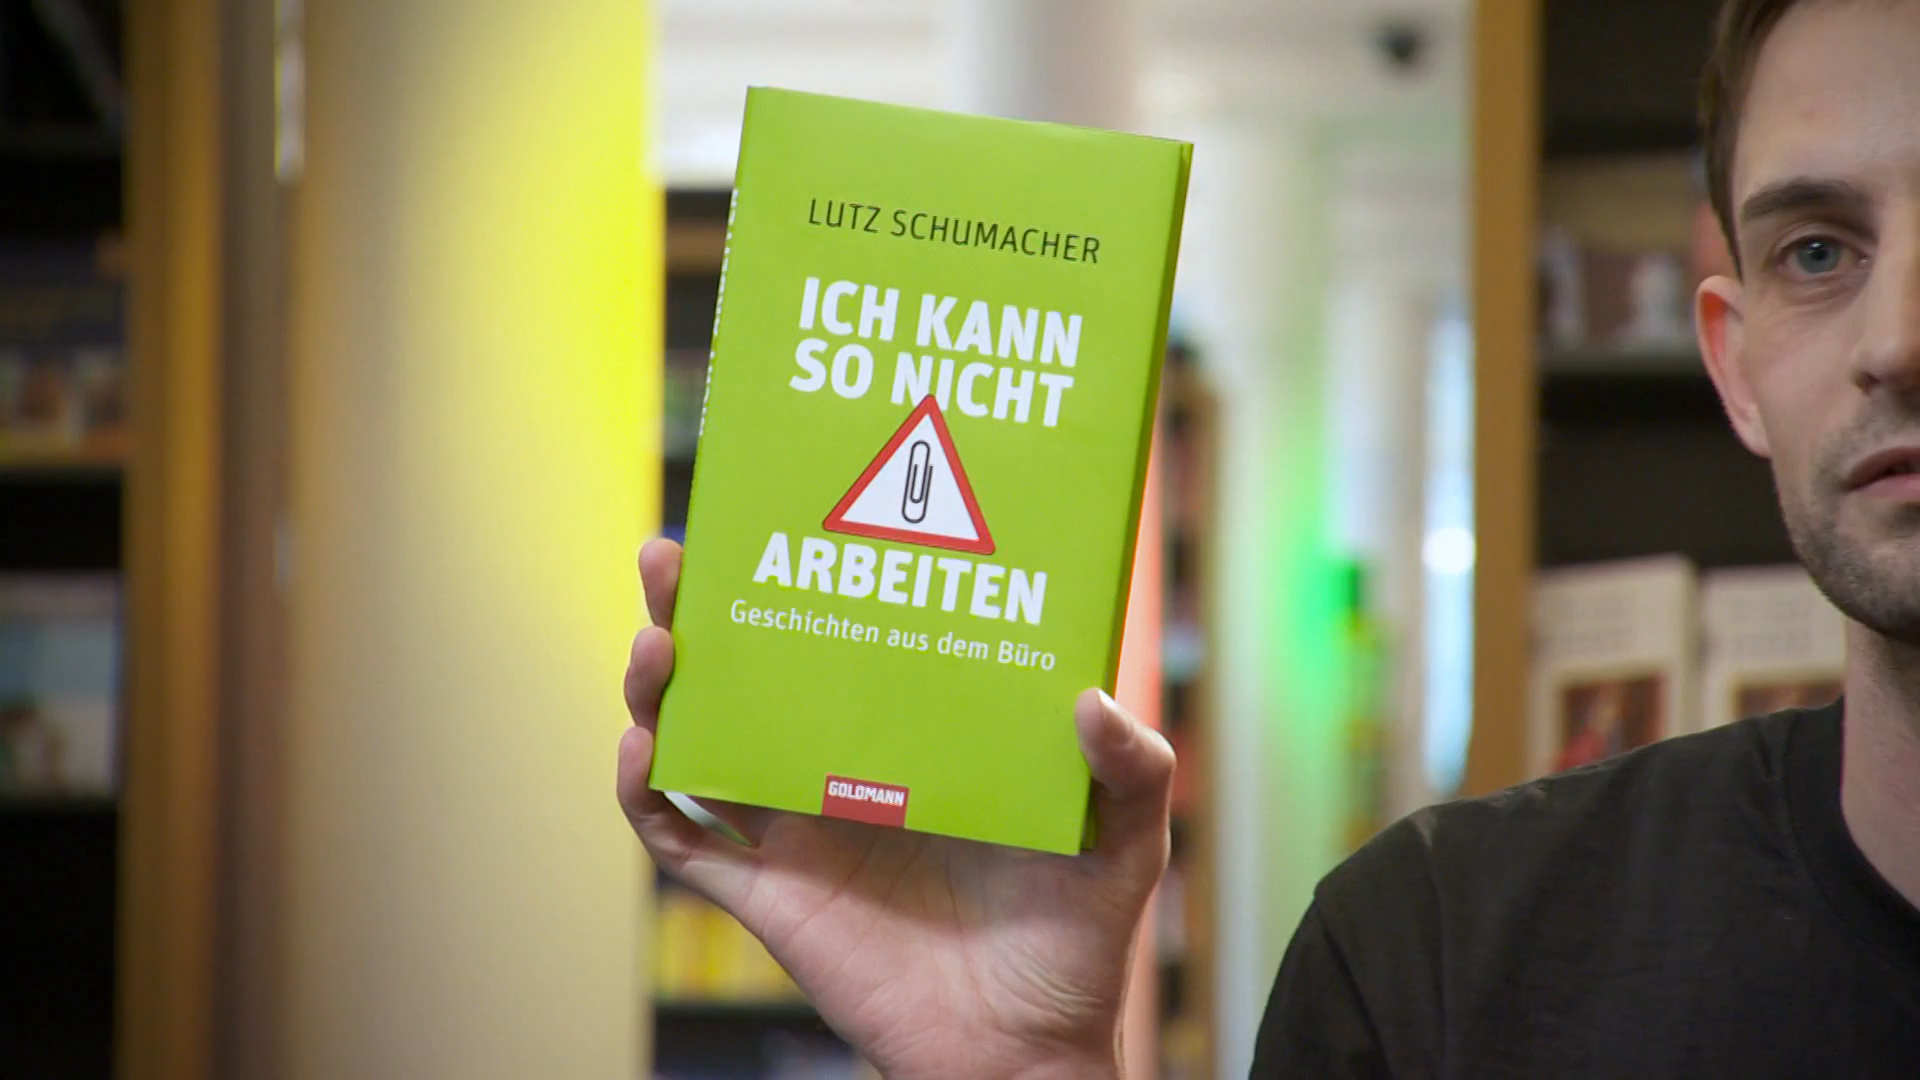 LUTZ SCHUMACHER
ICH KANN
SO NICHT
ARBEITEN
Geschichten aus dem Büro
GOLDMANN